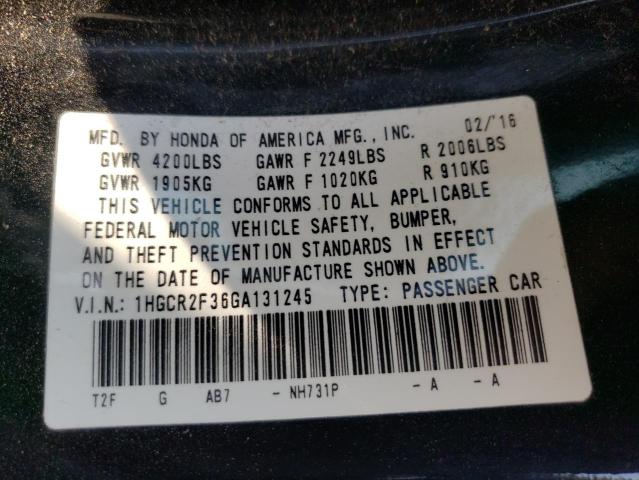 MFD. BY HONDA OF AMERICA MFG., INC. 02/'16
GVWR 4200LBS GAWR F 2249LBS R 2006LBS
GVWR 1905KG GAWR F 1020KG R 910KG
THIS VEHICLE CONFORMS TO ALL APPLICABLE
FEDERAL MOTOR VEHICLE SAFETY, BUMPER,
AND THEFT PREVENTION STANDARDS IN EFFECT
ON THE DATE OF MANUFACTURE SHOWN ABOVE.
V.I.N.: 1HGCR2F36GA131245 TYPE: PASSENGER CAR
T2F G AB7 - NH731P - A - A